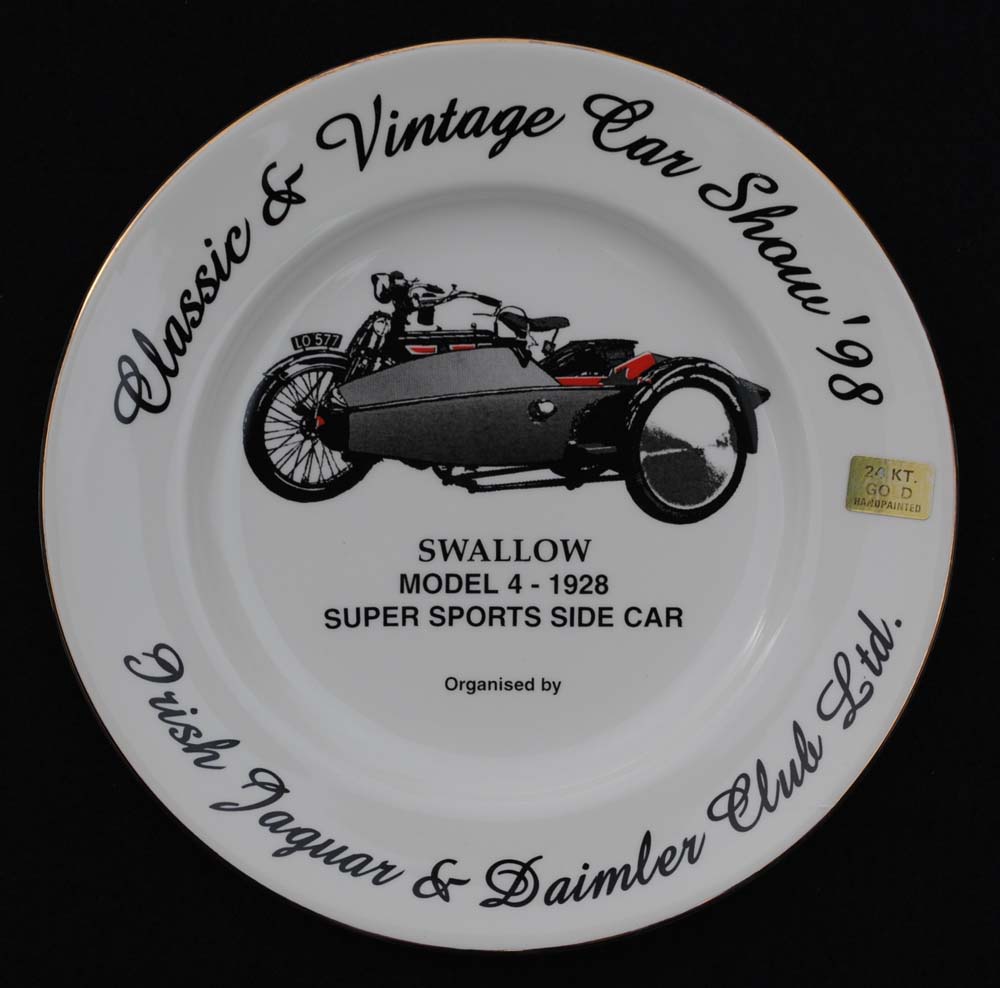 Classic & Vintage Car Show '98
LO 577
24 KT.
GOLD
HANDPAINTED
SWALLOW
MODEL 4 - 1928
SUPER SPORTS SIDE CAR
Organised by
Irish Jaguar & Daimler Club Ltd.